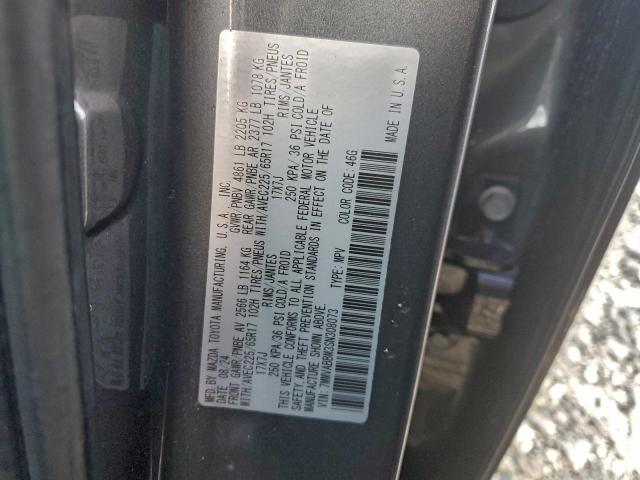 MFD. BY MAZDA TOYOTA MANUFACTURING, U.S.A., INC.
DATE: 08/24 GVWR/PNBV 4861 LB 2205 KG
FRONT GAWR/PNBE AV 2566 LB 1164 KG REAR GAWR/PNBE AR 2377 LB 1078 KG
WITH/AVEC225/65R17 102H TIRES/PNEUS WITH/AVEC225/65R17 102H TIRES/PNEUS
17X7J RIMS/JANTES 17X7J RIMS/JANTES
250 KPA/36 PSI COLD/A FROID 250 KPA/ 36 PSI COLD/A FROID
THIS VEHICLE CONFORMS TO ALL APPLICABLE FEDERAL MOTOR VEHICLE
SAFETY, AND THEFT PREVENTION STANDARDS IN EFFECT ON THE DATE OF
MANUFACTURE SHOWN ABOVE.
VIN: TYPE: MPV COLOR CODE: 46G
MADE IN U.S.A.